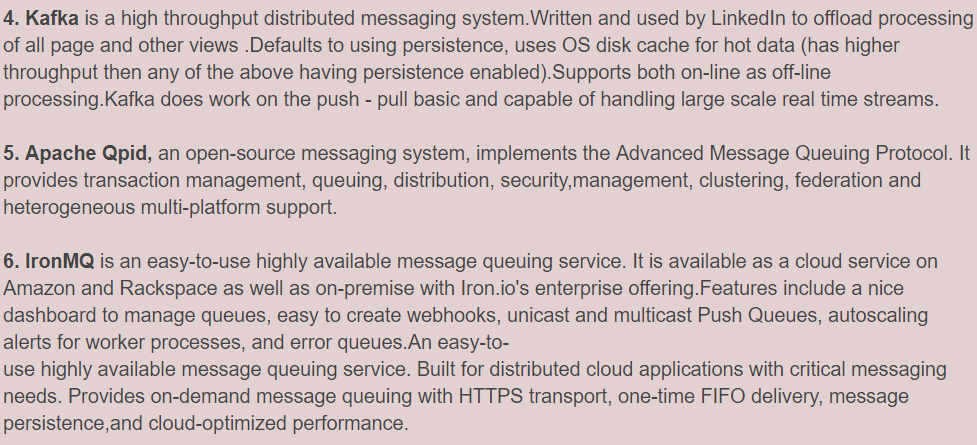 4. Kafka is a high throughput distributed messaging system.Written and used by LinkedIn to offload processing
of all page and other views .Defaults to using persistence, uses OS disk cache for hot data (has higher
throughput then any of the above having persistence enabled).Supports both on-line as off-line
processing.Kafka does work on the push - pull basic and capable of handling large scale real time streams.
5. Apache Qpid, an open-source messaging system, implements the Advanced Message Queuing Protocol. It
provides transaction management, queuing, distribution, security,management, clustering, federation and
heterogeneous multi-platform support.
6. IronMQ is an easy-to-use highly available message queuing service. It is available as a cloud service on
Amazon and Rackspace as well as on-premise with Iron.io's enterprise offering.Features include a nice
dashboard to manage queues, easy to create webhooks, unicast and multicast Push Queues, autoscaling
alerts for worker processes, and error queues.An easy-to-
use highly available message queuing service. Built for distributed cloud applications with critical messaging
needs. Provides on-demand message queuing with HTTPS transport, one-time FIFO delivery, message
persistence,and cloud-optimized performance.